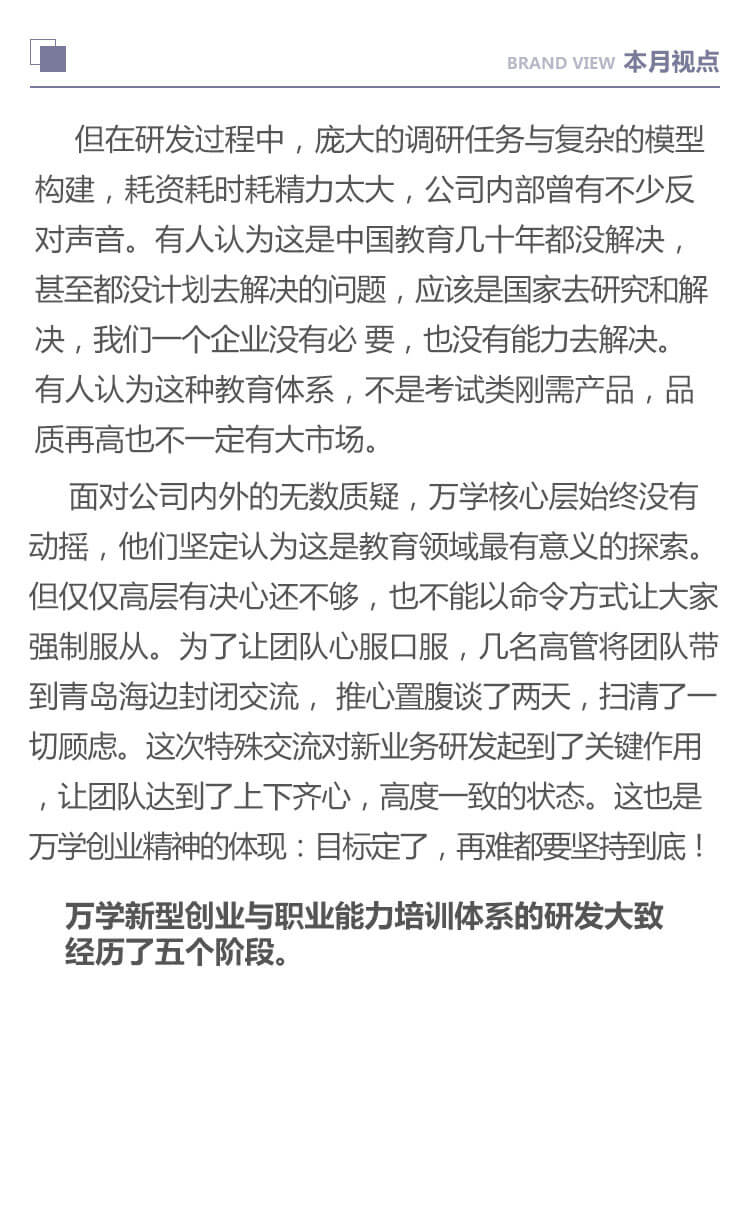 BRAND VIEW 本月视点
但在研发过程中，庞大的调研任务与复杂的模型
构建，耗资耗时耗精力太大，公司内部曾有不少反
对声音。有人认为这是中国教育几十年都没解决，
甚至都没计划去解决的问题，应该是国家去研究和解
决，我们一个企业没有必 要，也没有能力去解决。
有人认为这种教育体系，不是考试类刚需产品，品
质再高也不一定有大市场。
面对公司内外的无数质疑，万学核心层始终没有
动摇，他们坚定认为这是教育领域最有意义的探索。
但仅仅高层有决心还不够，也不能以命令方式让大家
强制服从。为了让团队心服口服，几名高管将团队带
到青岛海边封闭交流， 推心置腹谈了两天，扫清了一
切顾虑。这次特殊交流对新业务研发起到了关键作用
，让团队达到了上下齐心，高度一致的状态。这也是
万学创业精神的体现：目标定了，再难都要坚持到底！
万学新型创业与职业能力培训体系的研发大致
经历了五个阶段。